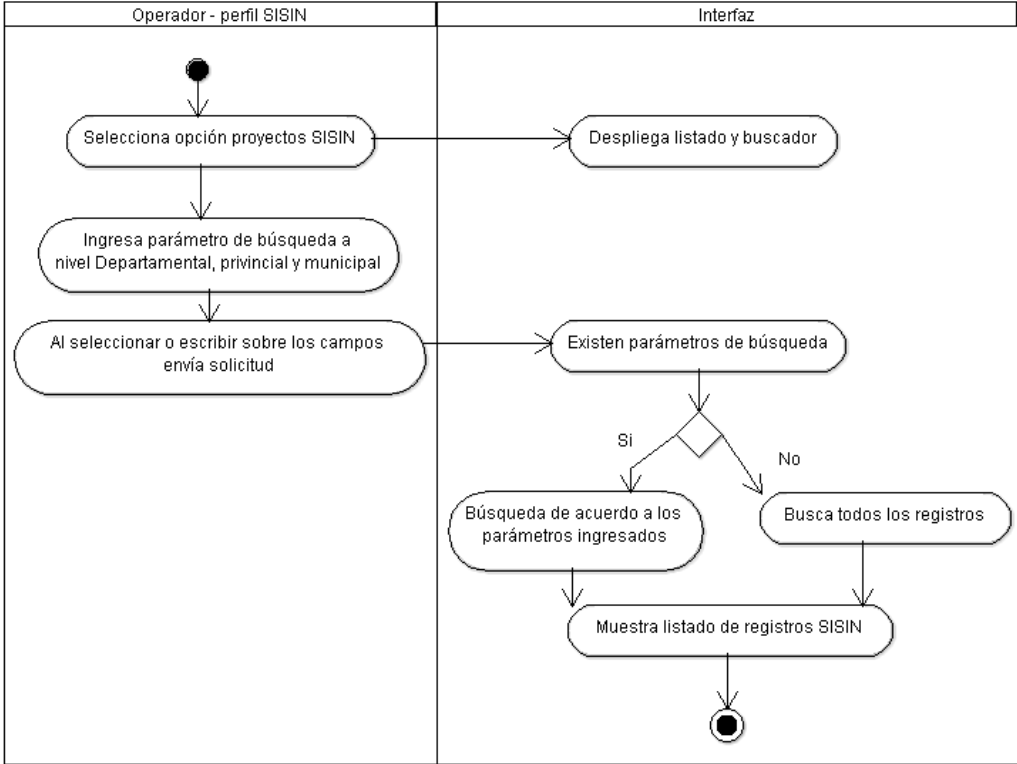 Operador - perfil SISIN
Interfaz
Selecciona opción proyectos SISIN
Despliega listado y buscador
Ingresa parámetro de búsqueda a
nivel Departamental, privincial y municipal
Al seleccionar o escribir sobre los campos
envía solicitud
Existen parámetros de búsqueda
Si
No
Búsqueda de acuerdo a los
parámetros ingresados
Busca todos los registros
Muestra listado de registros SISIN